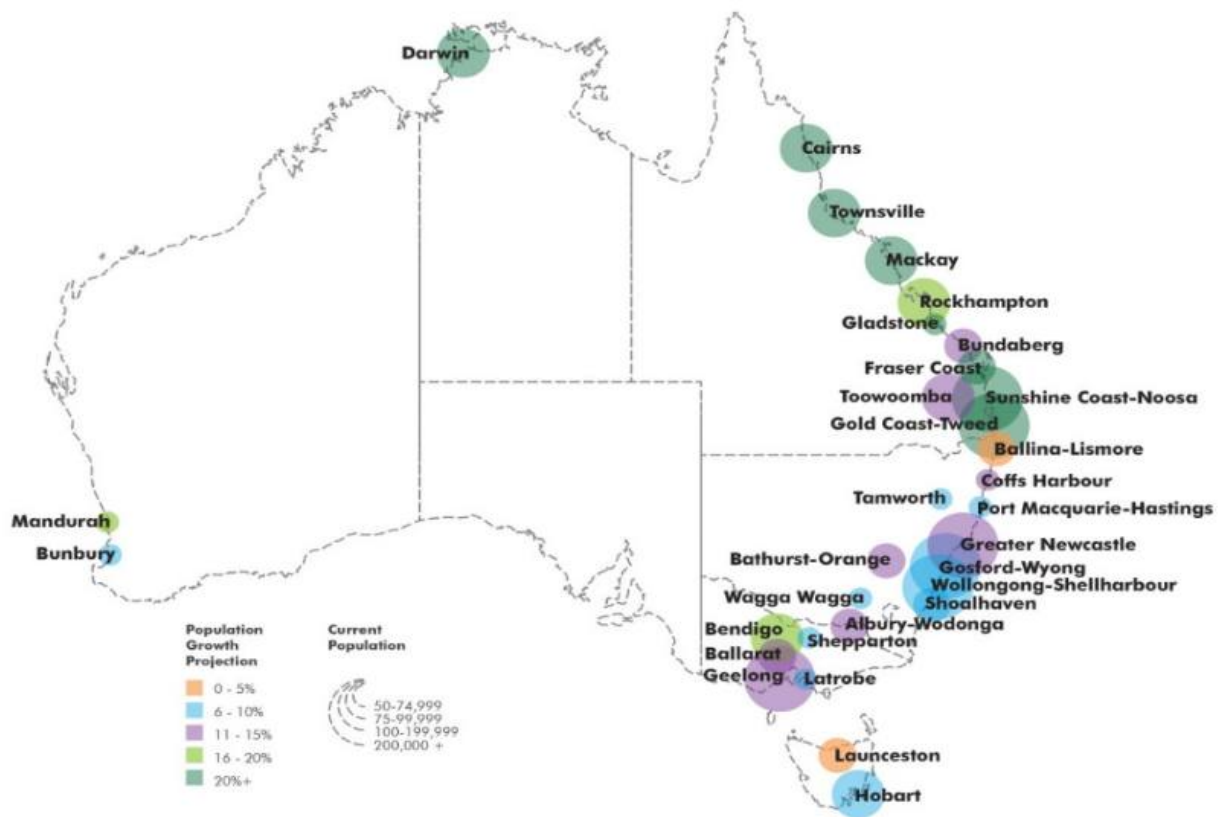 Darwin
Cairns
Townsville
Mackay
Rockhampton
Gladstone
Bundaberg
Fraser Coast
Toowoomba
Sunshine Coast-Noosa
Gold Coast-Tweed
Ballina-Lismore
Coffs Harbour
Tamworth
Port Macquarie-Hastings
Mandurah
Bunbury
Greater Newcastle
Bathurst-Orange
Gosford-Wyong
Wollongong-Shellharbour
Wagga Wagga
Shoalhaven
Albury-Wodonga
Bendigo
Shepparton
Ballarat
Geelong
Latrobe
Launceston
Hobart
Population
Growth
Projection
0 - 5%
6 - 10%
11 - 15%
16 - 20%
20%+
Current
Population
50-74,999
75-99,999
100-199,999
200,000 +